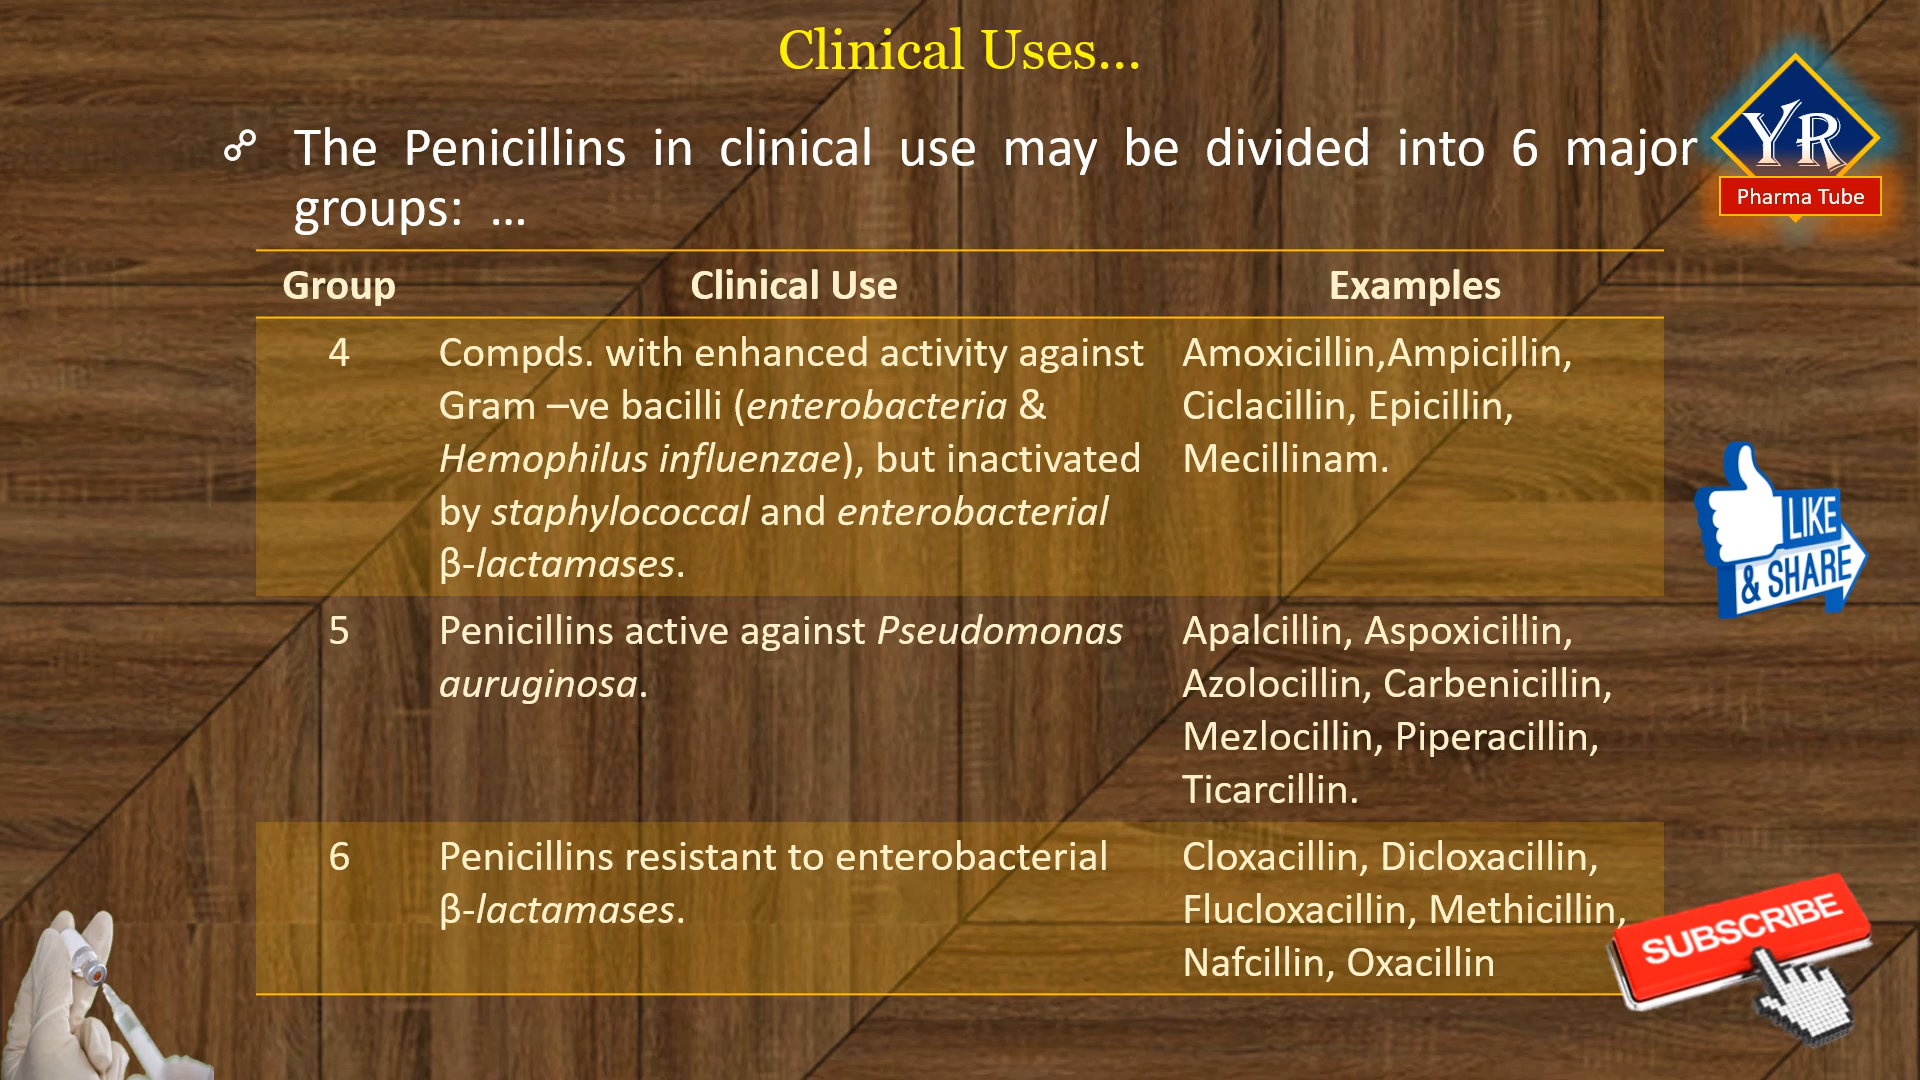 Clinical Uses...
The Penicillins in clinical use may be divided into 6 major
groups: ...
YR
Pharma Tube
Group Clinical Use Examples
4 Compds. with enhanced activity against Amoxicillin,Ampicillin,
Gram –ve bacilli (enterobacteria & Ciclacillin, Epicillin,
Hemophilus influenzae), but inactivated Mecillinam.
by staphylococcal and enterobacterial
β-lactamases.
5 Penicillins active against Pseudomonas Apalcillin, Aspoxicillin,
auruginosa. Azolocillin, Carbenicillin,
Mezlocillin, Piperacillin,
Ticarcillin.
6 Penicillins resistant to enterobacterial Cloxacillin, Dicloxacillin,
β-lactamases. Flucloxacillin, Methicillin,
Nafcillin, Oxacillin
LIKE
& SHARE
SUBSCRIBE